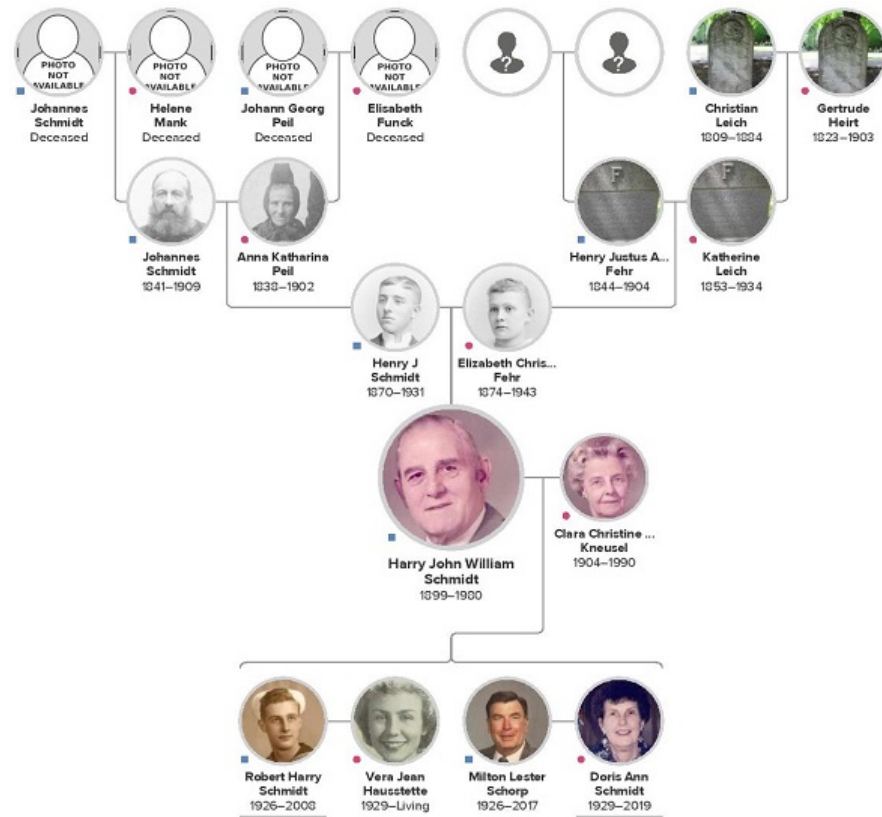 PHOTO
NOT
AVAILABLE
PHOTO
NOT
AVAILABLE
PHOTO
NOT
AVAILABLE
PHOTO
NOT
AVAILABLE
?
?
Johannes
Schmidt
Deceased
Helene
Mank
Deceased
Johann Georg
Peil
Deceased
Elisabeth
Funck
Deceased
Christian
Leich
1809–1884
Gertrude
Heirt
1823–1903
F
F
Johannes
Schmidt
1841–1909
Anna Katharina
Peil
1838–1902
Henry Justus A...
Fehr
1844–1904
Katherine
Leich
1853–1934
Henry J
Schmidt
1870–1931
Elizabeth Chris...
Fehr
1874–1943
Harry John William
Schmidt
1899–1980
Clara Christine ...
Kneusel
1904–1990
Robert Harry
Schmidt
1926–2008
Vera Jean
Hausstette
1929–Living
Milton Lester
Schorp
1926–2017
Doris Ann
Schmidt
1929–2019